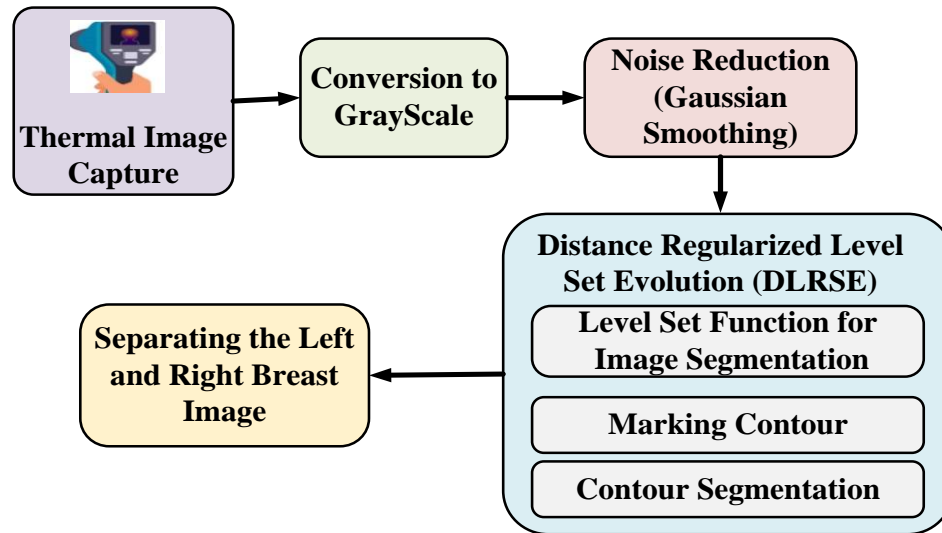 Thermal Image
Capture
Conversion to
GrayScale
Noise Reduction
(Gaussian
Smoothing)
Distance Regularized Level
Set Evolution (DLRSE)
Level Set Function for
Image Segmentation
Marking Contour
Contour Segmentation
Separating the Left
and Right Breast
Image